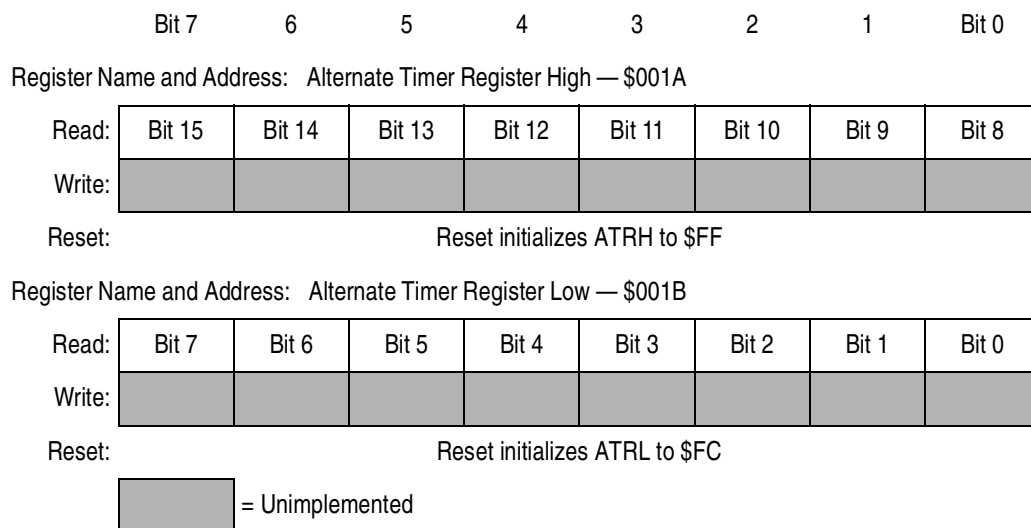 Bit 7 6 5 4 3 2 1 Bit 0
Register Name and Address: Alternate Timer Register High — $001A
Read: Bit 15 Bit 14 Bit 13 Bit 12 Bit 11 Bit 10 Bit 9 Bit 8
Write:
Reset: Reset initializes ATRH to $FF
Register Name and Address: Alternate Timer Register Low — $001B
Read: Bit 7 Bit 6 Bit 5 Bit 4 Bit 3 Bit 2 Bit 1 Bit 0
Write:
Reset: Reset initializes ATRL to $FC
= Unimplemented